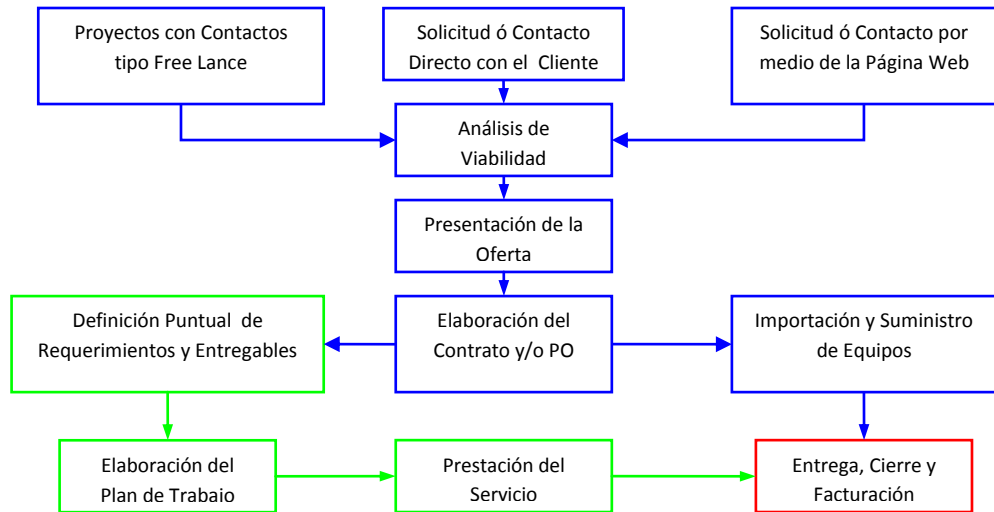 Proyectos con Contactos
tipo Free Lance
Solicitud ó Contacto
Directo con el Cliente
Solicitud ó Contacto por
medio de la Página Web
Análisis de
Viabilidad
Presentación de la
Oferta
Definición Puntual de
Requerimientos y Entregables
Elaboración del
Contrato y/o PO
Importación y Suministro
de Equipos
Elaboración del
Plan de Trabajo
Prestación del
Servicio
Entrega, Cierre y
Facturación